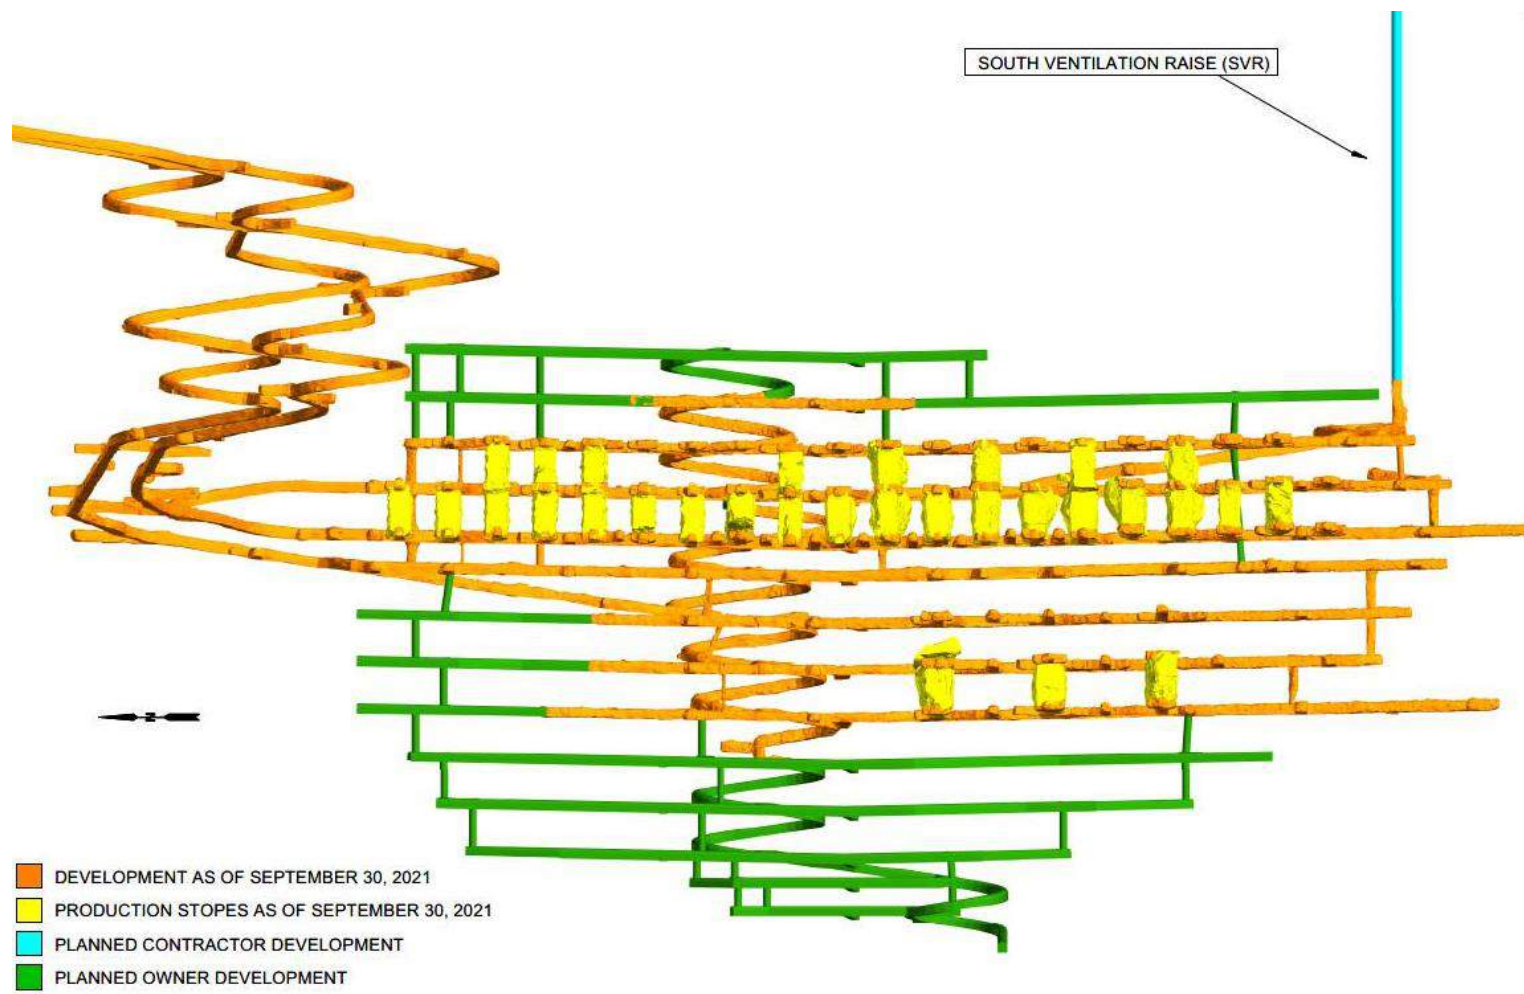 SOUTH VENTILATION RAISE (SVR)
N
DEVELOPMENT AS OF SEPTEMBER 30, 2021
PRODUCTION STOPES AS OF SEPTEMBER 30, 2021
PLANNED CONTRACTOR DEVELOPMENT
PLANNED OWNER DEVELOPMENT